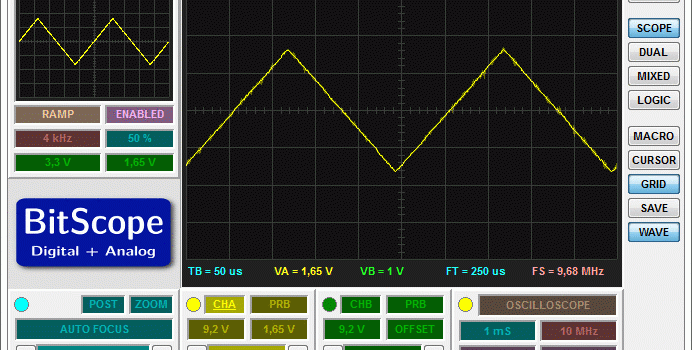 SCOPE
DUAL
MIXED
LOGIC
MACRO
CURSOR
GRID
SAVE
WAVE
RAMP ENABLED
4 kHz 50 %
3,3 V 1,65 V
BitScope
Digital + Analog
TB = 50 us VA = 1,65 V VB = 1 V FT = 250 us FS = 9,68 MHz
POST ZOOM CHA PRB CHB PRB OSCILLOSCOPE
AUTO FOCUS 9,2 V 1,65 V 9,2 V OFFSET 1 mS 10 MHz